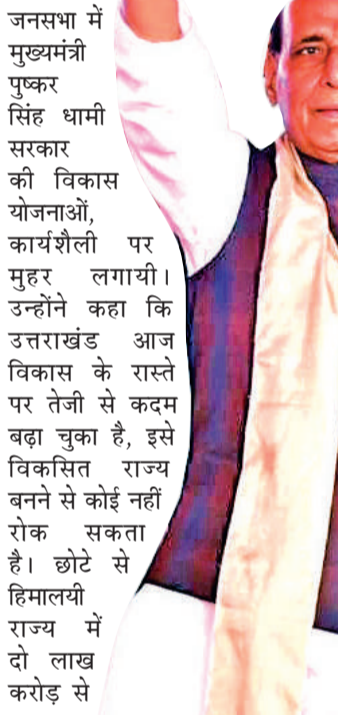 जनसभा में
मुख्यमंत्री
पुष्कर
सिंह धामी
सरकार
की विकास
योजनाओं,
कार्यशैली पर
मुहर लगायी।
उन्होंने कहा कि
उत्तराखंड आज
विकास के रास्ते
पर तेजी से कदम
बढ़ा चुका है, इसे
विकसित राज्य
बनने से कोई नहीं
रोक सकता
है। छोटे से
हिमालयी
राज्य में
दो लाख
करोड़ से